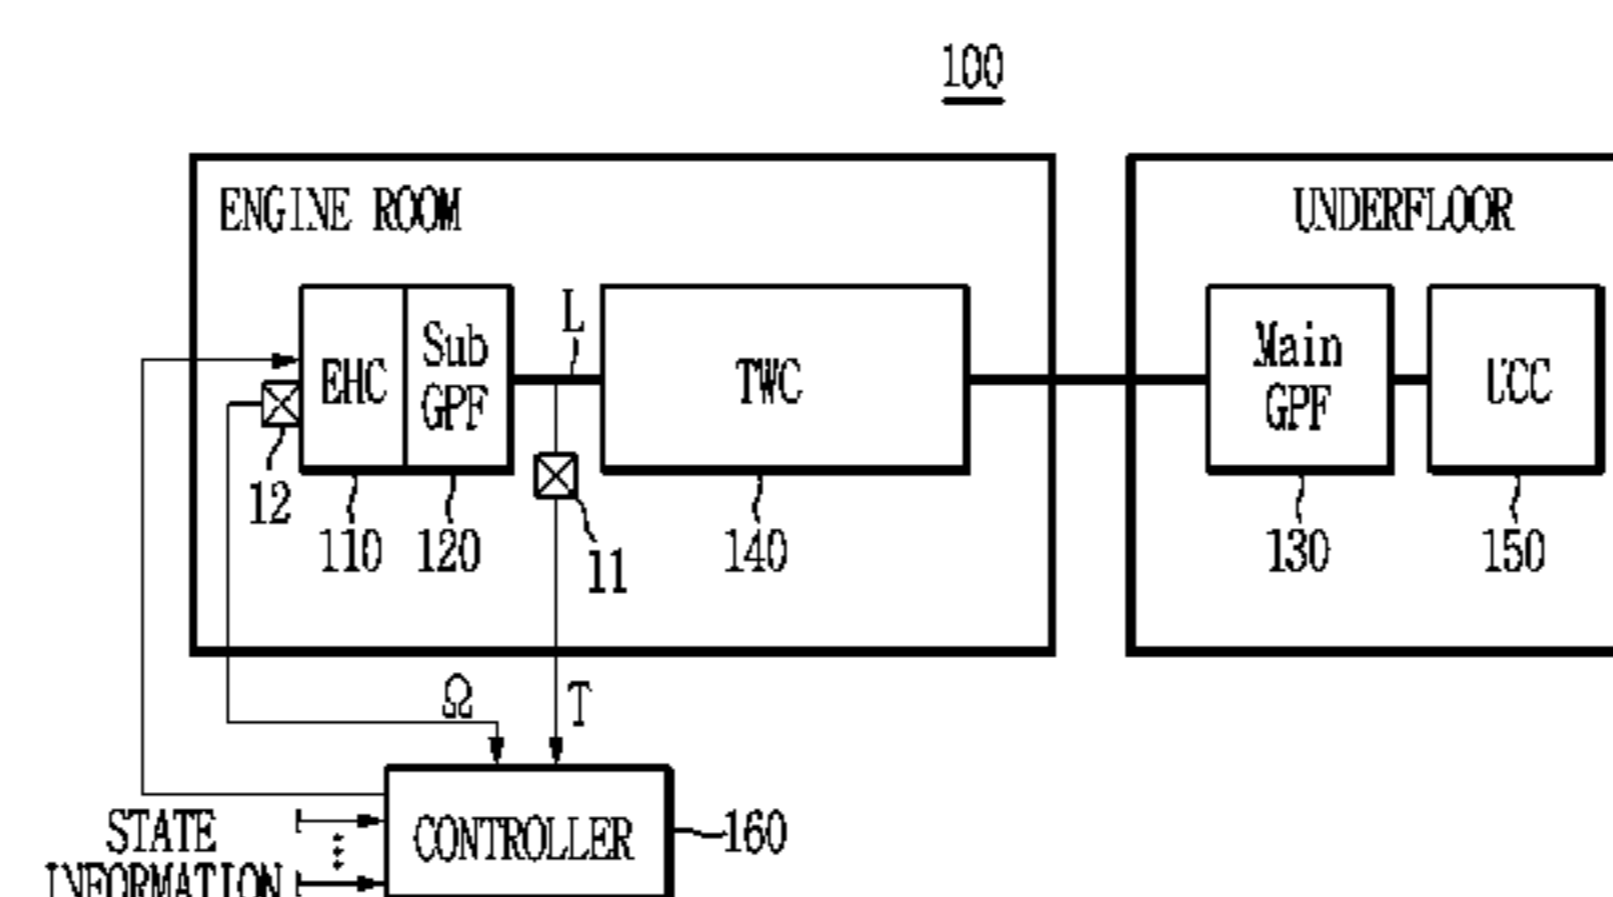 100
ENGINE ROOM
UNDERFLOOR
L
EHC
Sub
GPF
TWC
Main
GPF
UCC
12
110
120
11
140
130
150
Ω
T
CONTROLLER
160
STATE
INFORMATION